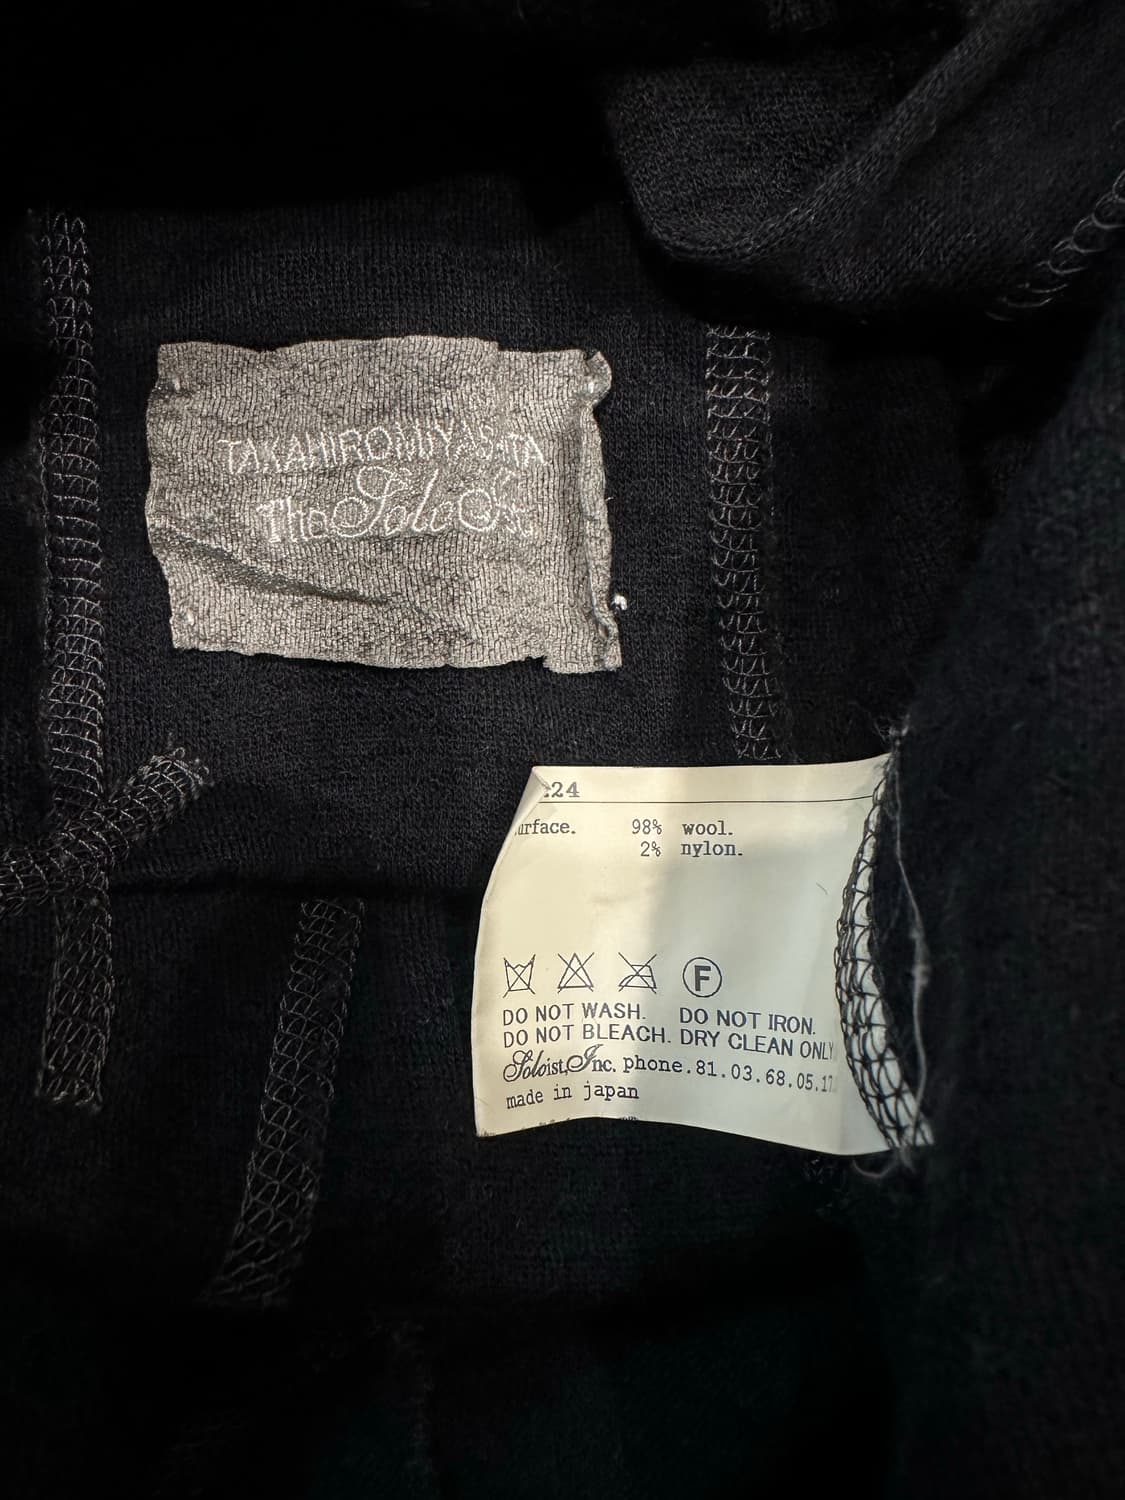 TAKAHIROMIYASHITA
TheSoloIst.
:24
urface. 98% wool.
2% nylon.
F
DO NOT WASH. DO NOT IRON.
DO NOT BLEACH. DRY CLEAN ONLY
Soloist,Inc. phone.81.03.68.05.17
made in japan